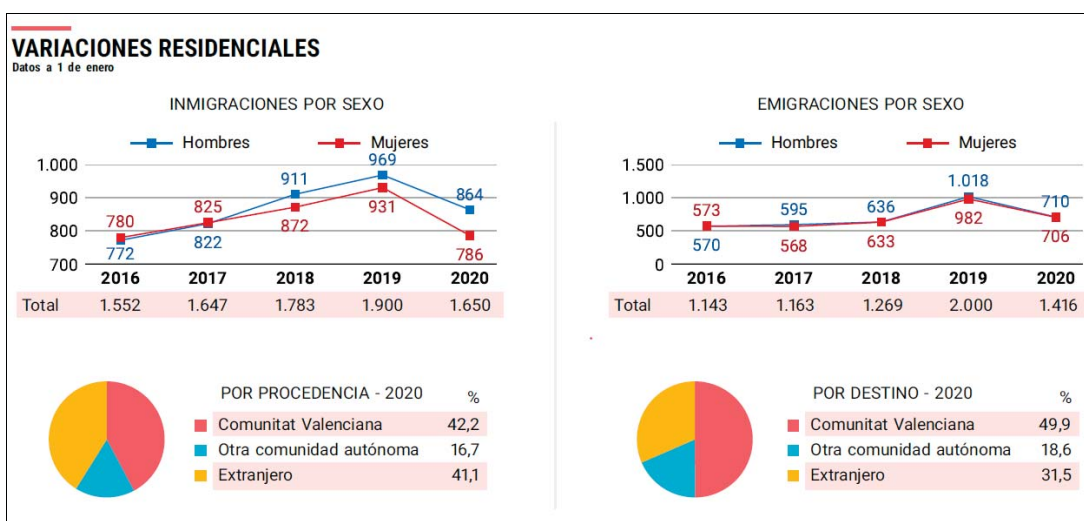 VARIACIONES RESIDENCIALES
Datos a 1 de enero
INMIGRACIONES POR SEXO
Hombres Mujeres
1.000
900
800
700
780 825 911 969 864
772 822 872 931 786
2016 2017 2018 2019 2020
Total 1.552 1.647 1.783 1.900 1.650
POR PROCEDENCIA - 2020 %
Comunitat Valenciana 42,2
Otra comunidad autónoma 16,7
Extranjero 41,1
EMIGRACIONES POR SEXO
Hombres Mujeres
1.500
1.000
500
0
573 595 636 1.018 710
570 568 633 982 706
2016 2017 2018 2019 2020
Total 1.143 1.163 1.269 2.000 1.416
POR DESTINO - 2020 %
Comunitat Valenciana 49,9
Otra comunidad autónoma 18,6
Extranjero 31,5